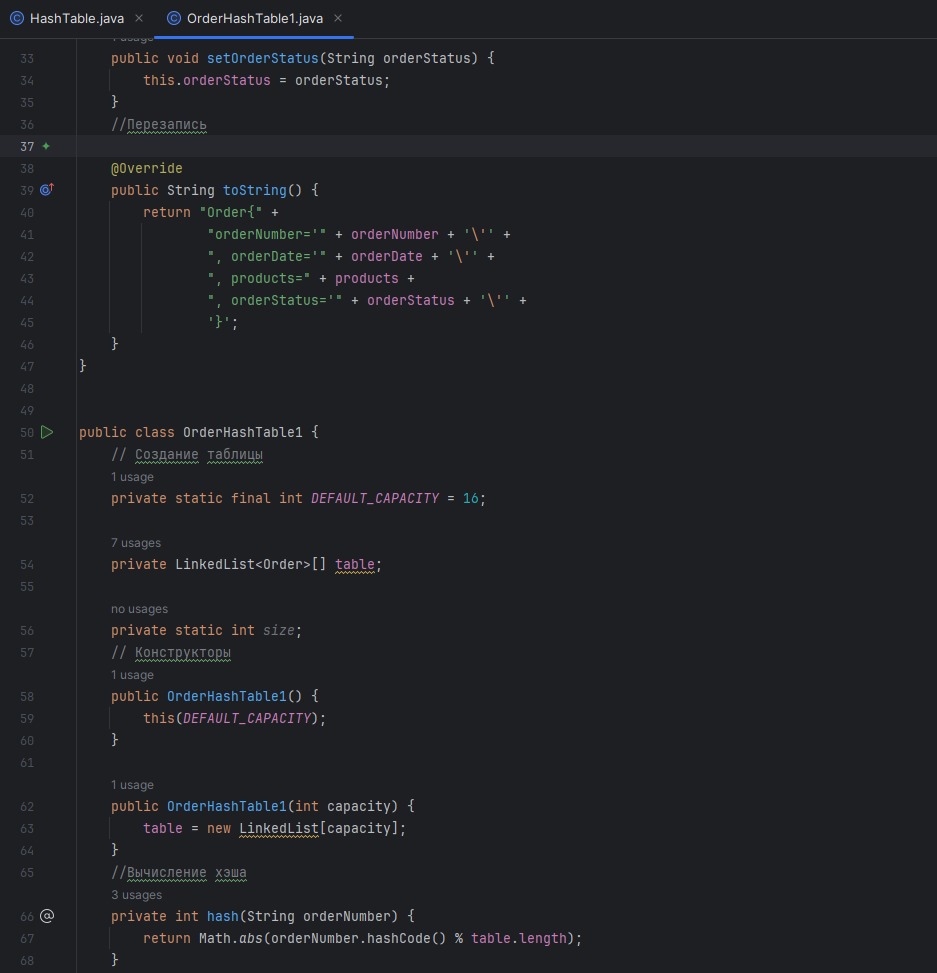 HashTable.java
OrderHashTable1.java
1 usage
33 public void setOrderStatus(String orderStatus) {
34 this.orderStatus = orderStatus;
35 }
36 //Перезапись
37
38 @Override
39 public String toString() {
40 return "Order{" +
41 "orderNumber='" + orderNumber + '\'' +
42 ", orderDate='" + orderDate + '\'' +
43 ", products=" + products +
44 ", orderStatus='" + orderStatus + '\'' +
45 '}';
46 }
47 }
48
49
50 public class OrderHashTable1 {
51 // Создание таблицы
1 usage
52 private static final int DEFAULT_CAPACITY = 16;
53
7 usages
54 private LinkedList<Order>[] table;
55
no usages
56 private static int size;
57 // Конструкторы
1 usage
58 public OrderHashTable1() {
59 this(DEFAULT_CAPACITY);
60 }
61
1 usage
62 public OrderHashTable1(int capacity) {
63 table = new LinkedList[capacity];
64 }
65 //Вычисление хэша
3 usages
66 private int hash(String orderNumber) {
67 return Math.abs(orderNumber.hashCode() % table.length);
68 }